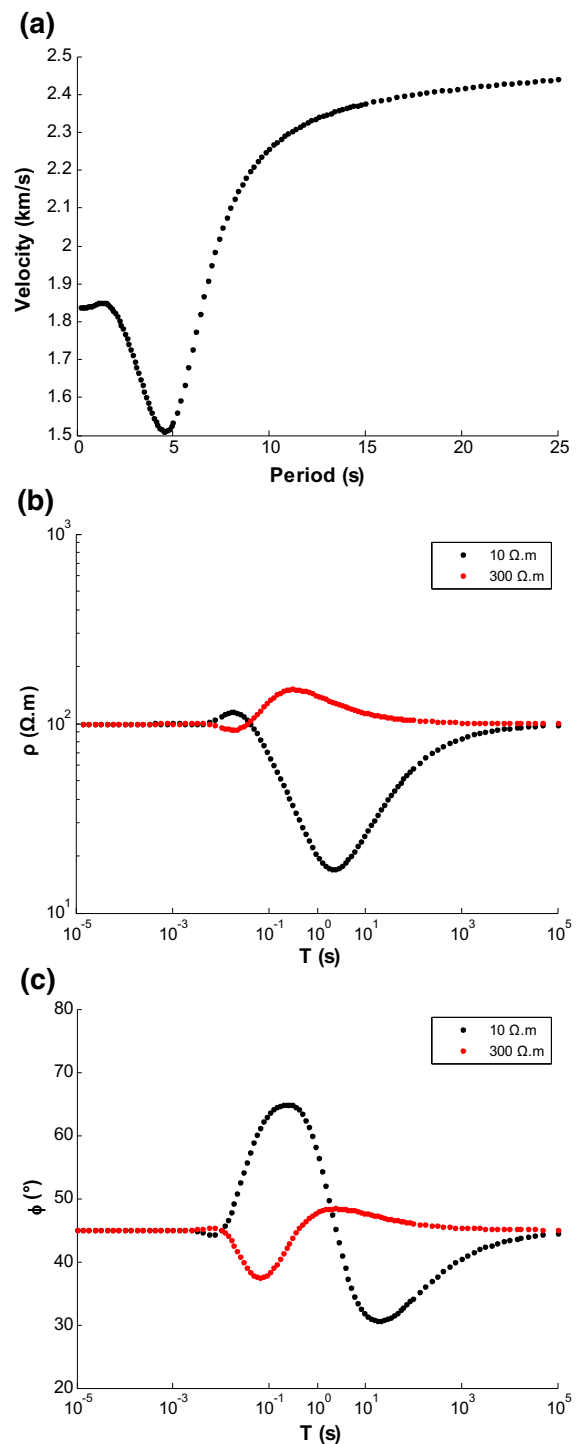 (a)
2.5
2.4
2.3
2.2
2.1
2
1.9
1.8
1.7
1.6
1.5
Velocity (km/s)
0 5 10 15 20 25
Period (s)
(b)
10³
10²
10¹
ρ (Ω.m)
10 Ω.m
300 Ω.m
10⁻⁵ 10⁻³ 10⁻¹ 10⁰ 10¹ 10³ 10⁵
T (s)
(c)
80
70
60
50
40
30
20
ϕ (°)
10 Ω.m
300 Ω.m
10⁻⁵ 10⁻³ 10⁻¹ 10⁰ 10¹ 10³ 10⁵
T (s)